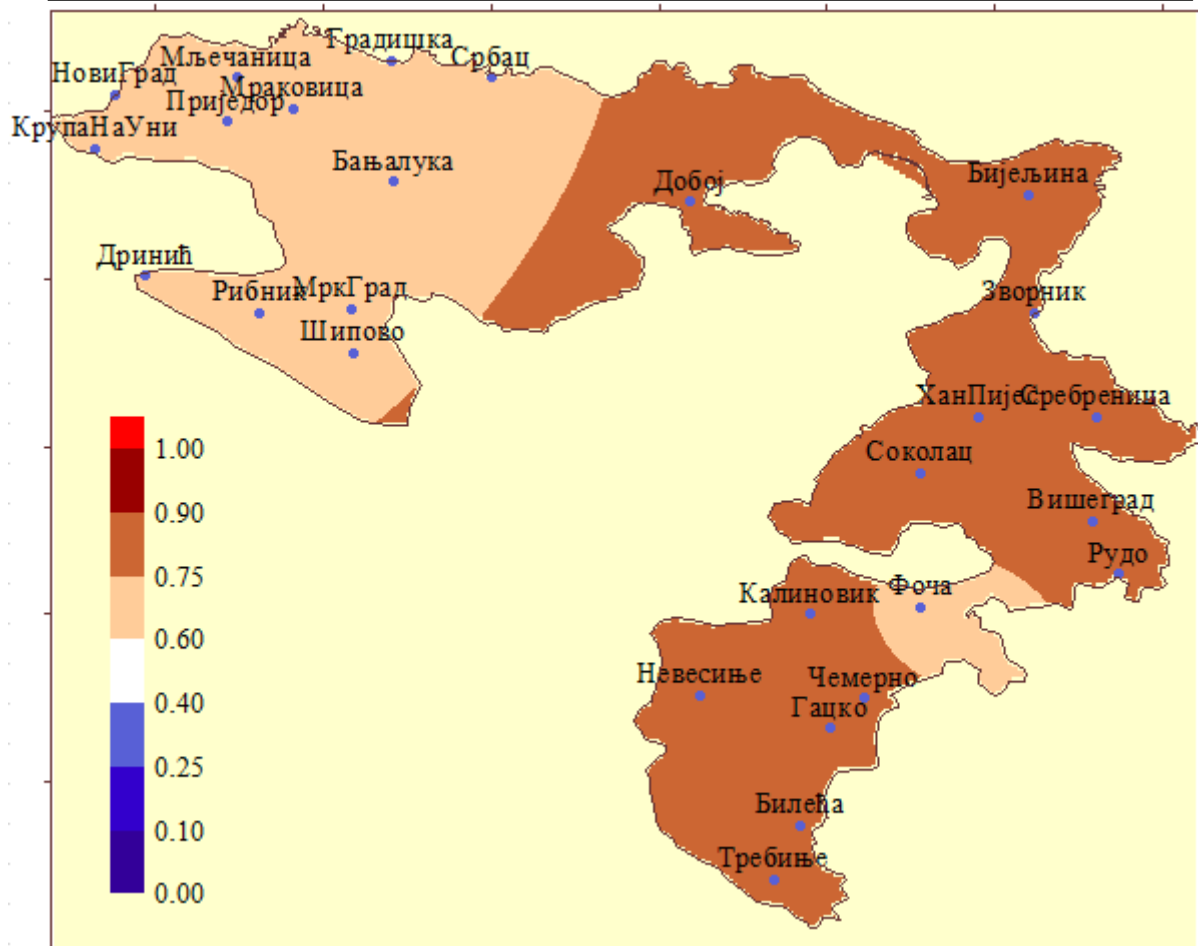 Градишка
Мљечаница
Србац
НовиГрад
Мраковица
Приједор
КрупаНаУни
Бањалука
Добој
Бијељина
Дринић
Рибник
МркГрад
Зворник
Шипово
ХанПијес
Сребреница
1.00
Соколац
0.90
Вишеград
0.75
Рудо
Калиновик
Фоча
0.60
Невесиње
Чемерно
0.40
Гацко
0.25
Билећа
0.10
Требиње
0.00